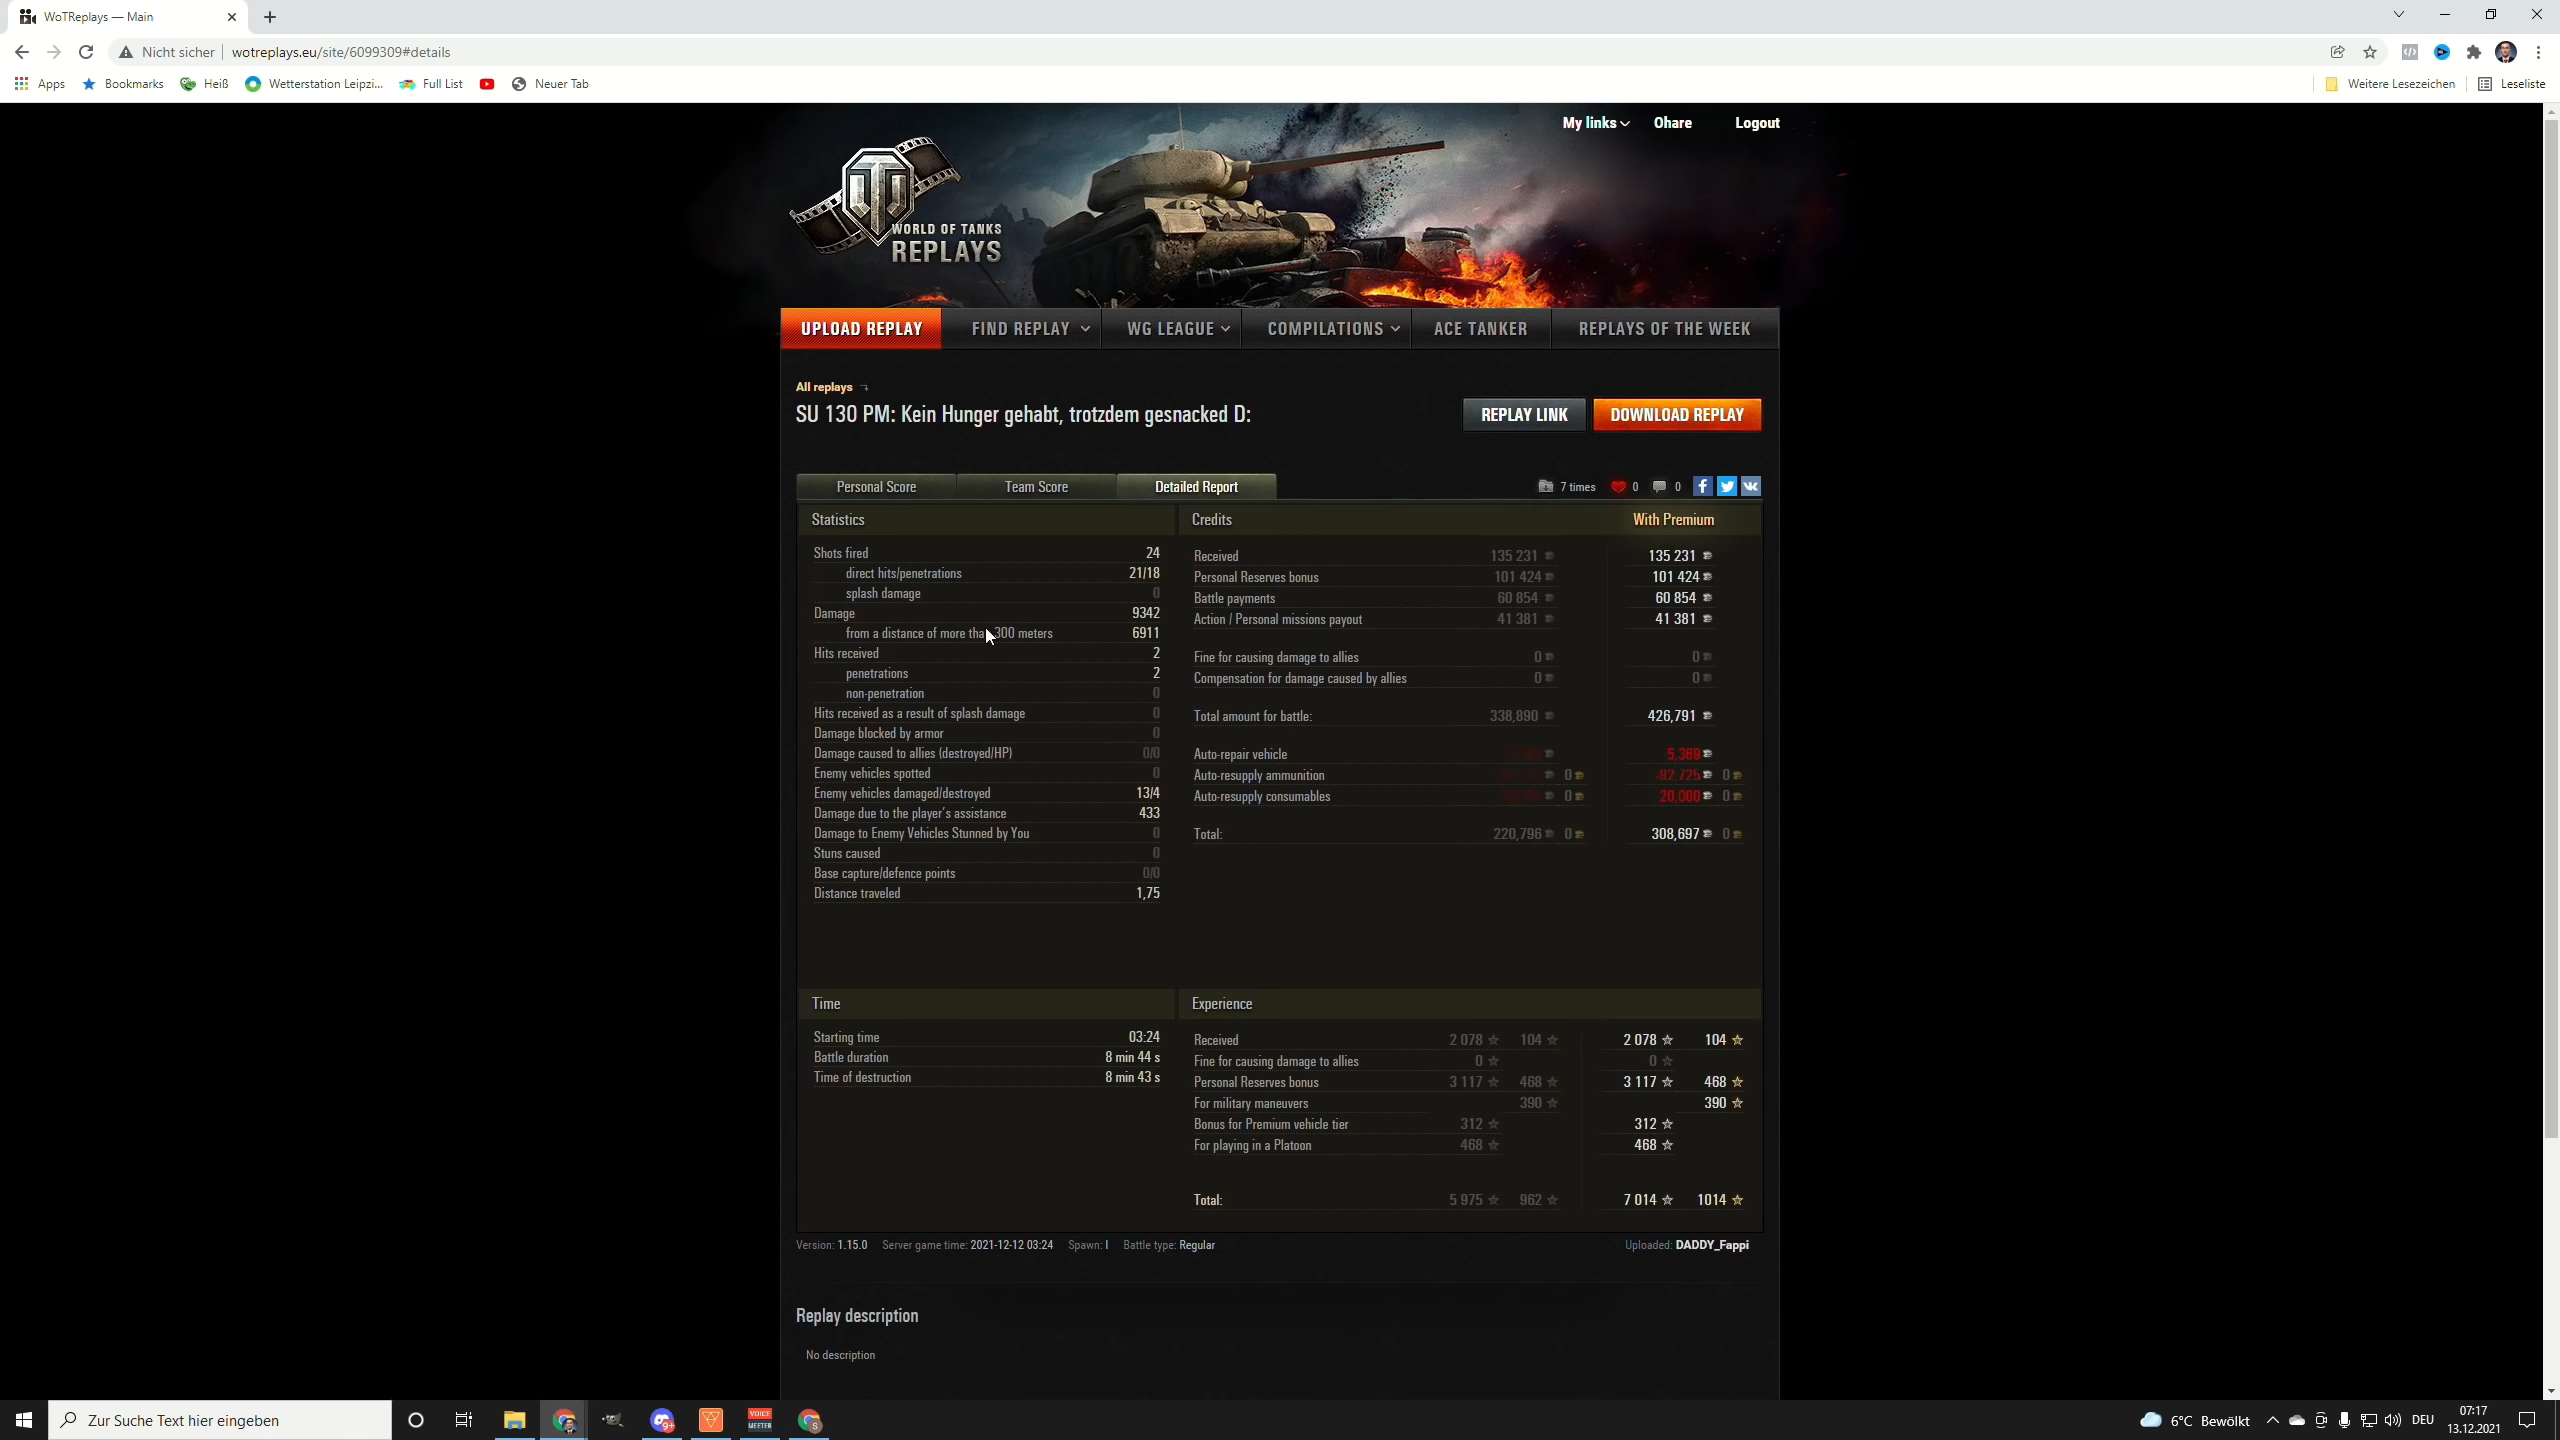 WoTReplays — Main
Nicht sicher wotreplays.eu/site/6099309#details
Apps Bookmarks Heiß Wetterstation Leipzi... Full List Neuer Tab Weitere Lesezeichen Leseliste
My links Ohare Logout
WORLD OF TANKS
REPLAYS
UPLOAD REPLAY FIND REPLAY WG LEAGUE COMPILATIONS ACE TANKER REPLAYS OF THE WEEK
All replays
SU 130 PM: Kein Hunger gehabt, trotzdem gesnacked D:
REPLAY LINK DOWNLOAD REPLAY
Personal Score Team Score Detailed Report 7 times 0 0
Statistics
Shots fired 24
direct hits/penetrations 21/18
splash damage 0
Damage 9342
from a distance of more tha 300 meters 6911
Hits received 2
penetrations 2
non-penetration 0
Hits received as a result of splash damage 0
Damage blocked by armor 0
Damage caused to allies (destroyed/HP) 0/0
Enemy vehicles spotted 0
Enemy vehicles damaged/destroyed 13/4
Damage due to the player's assistance 433
Damage to Enemy Vehicles Stunned by You 0
Stuns caused 0
Base capture/defence points 0/0
Distance traveled 1,75
Credits With Premium
Received 135 231 135 231
Personal Reserves bonus 101 424 101 424
Battle payments 60 854 60 854
Action / Personal missions payout 41 381 41 381
Fine for causing damage to allies 0 0
Compensation for damage caused by allies 0 0
Total amount for battle: 338,890 426,791
Auto-repair vehicle 5,369
Auto-resupply ammunition 0 -92,725 0
Auto-resupply consumables 0 20,000 0
Total: 220,796 0 308,697 0
Time
Starting time 03:24
Battle duration 8 min 44 s
Time of destruction 8 min 43 s
Experience
Received 2 078 104 2 078 104
Fine for causing damage to allies 0 0
Personal Reserves bonus 3 117 468 3 117 468
For military maneuvers 390 390
Bonus for Premium vehicle tier 312 312
For playing in a Platoon 468 468
Total: 5 975 962 7 014 1014
Version: 1.15.0 Server game time: 2021-12-12 03:24 Spawn: I Battle type: Regular Uploaded: DADDY_Fappi
Replay description
No description
Zur Suche Text hier eingeben
9+
VOICE
MEETER
S
6°C Bewölkt DEU
07:17
13.12.2021